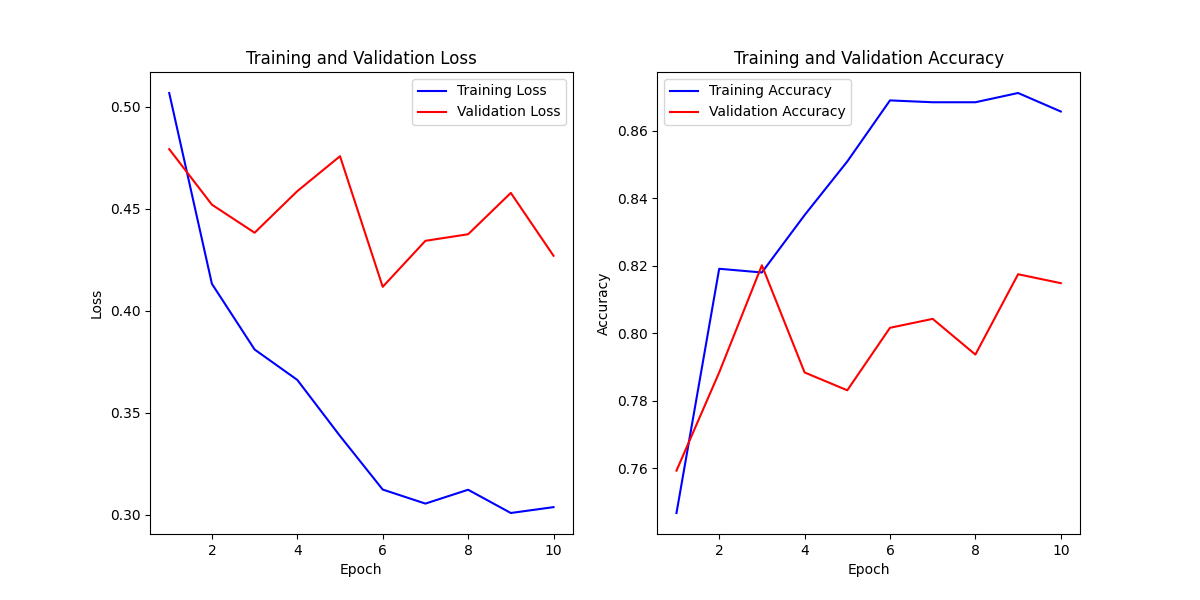 Training and Validation Loss
Training Loss
Validation Loss
0.50
0.45
0.40
0.35
0.30
Loss
2 4 6 8 10
Epoch
Training and Validation Accuracy
Training Accuracy
Validation Accuracy
0.86
0.84
0.82
0.80
0.78
0.76
Accuracy
2 4 6 8 10
Epoch